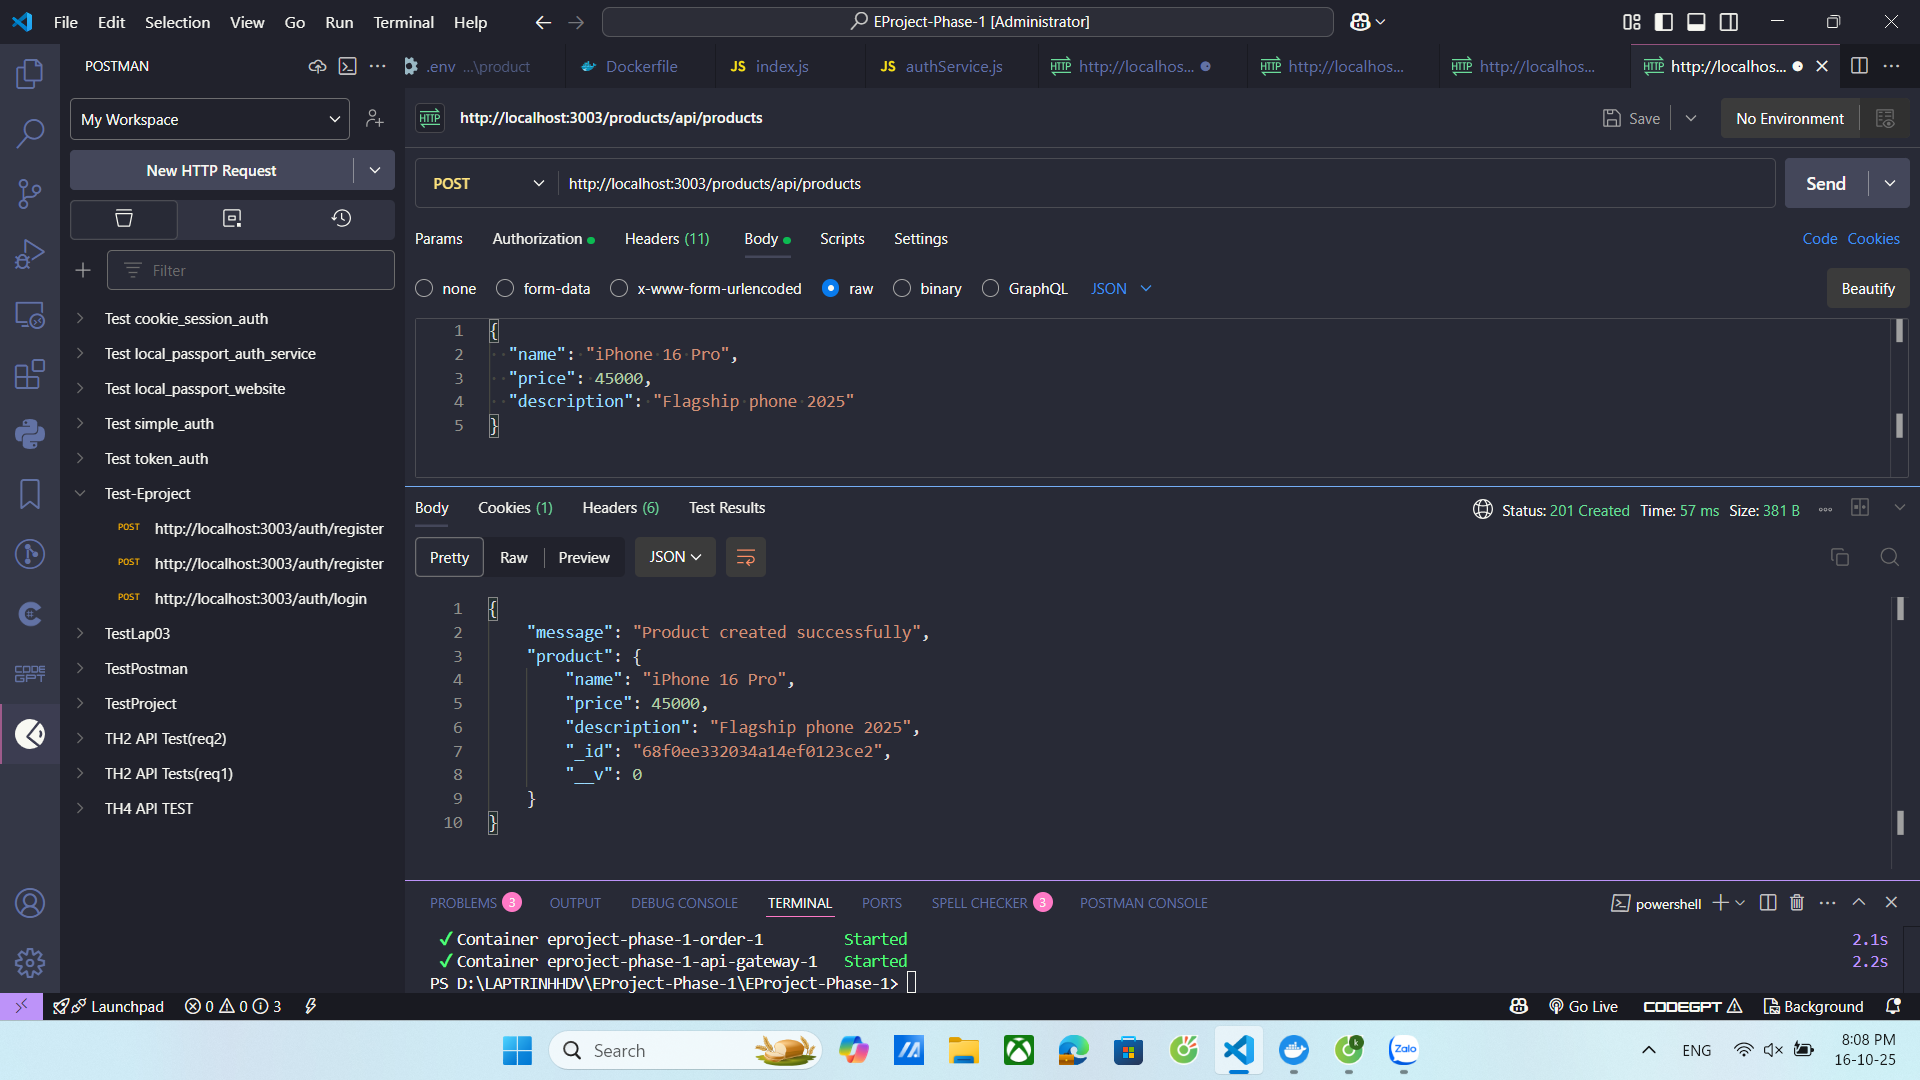 File Edit Selection View Go Run Terminal Help
EProject-Phase-1 [Administrator]
POSTMAN
.env ...\product
Dockerfile
JS index.js
JS authService.js
http://localhos...
http://localhos...
http://localhos...
http://localhos...
My Workspace
HTTP http://localhost:3003/products/api/products
Save
No Environment
New HTTP Request
POST
http://localhost:3003/products/api/products
Send
Params Authorization Headers (11) Body Scripts Settings
Code Cookies
Filter
none form-data x-www-form-urlencoded raw binary GraphQL JSON
Beautify
Test cookie_session_auth
Test local_passport_auth_service
Test local_passport_website
Test simple_auth
Test token_auth
Test-Eproject
POST http://localhost:3003/auth/register
POST http://localhost:3003/auth/register
POST http://localhost:3003/auth/login
TestLap03
TestPostman
TestProject
TH2 API Test(req2)
TH2 API Tests(req1)
TH4 API TEST
1 {
2 "name": "iPhone 16 Pro",
3 "price": 45000,
4 "description": "Flagship phone 2025"
5 }
Body Cookies (1) Headers (6) Test Results
Status: 201 Created Time: 57 ms Size: 381 B
Pretty Raw Preview JSON
1 {
2 "message": "Product created successfully",
3 "product": {
4 "name": "iPhone 16 Pro",
5 "price": 45000,
6 "description": "Flagship phone 2025",
7 "_id": "68f0ee332034a14ef0123ce2",
8 "__v": 0
9 }
10 }
PROBLEMS 3 OUTPUT DEBUG CONSOLE TERMINAL PORTS SPELL CHECKER 3 POSTMAN CONSOLE
powershell
✓Container eproject-phase-1-order-1 Started 2.1s
✓Container eproject-phase-1-api-gateway-1 Started 2.2s
PS D:\LAPTRINHHDV\EProject-Phase-1\EProject-Phase-1>
CODE GPT
Launchpad 0 0 3
Go Live CODEGPT Background
Search
Zalo
ENG
8:08 PM
16-10-25